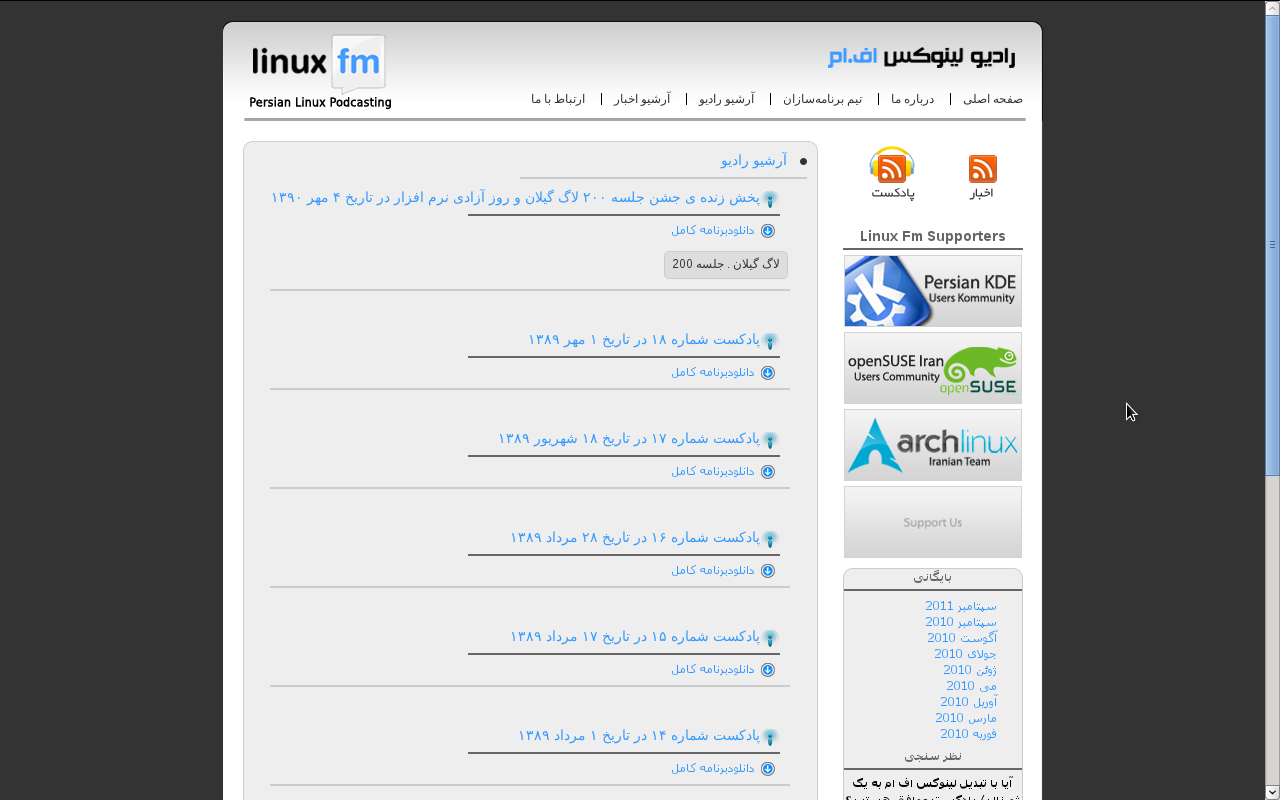 linux fm
Persian Linux Podcasting
رادیو لینوکس اف.ام
صفحه اصلی
درباره ما
تیم برنامه‌سازان
آرشیو رادیو
آرشیو اخبار
ارتباط با ما
اخبار
پادکست
Linux Fm Supporters
Persian KDE
Users Kommunity
openSUSE Iran
Users Community
openSUSE
archlinux
Iranian Team
Support Us
بایگانی
سپتامبر 2011
سپتامبر 2010
آگوست 2010
جولای 2010
ژوئن 2010
می 2010
آوریل 2010
مارس 2010
فوریه 2010
نظر سنجی
آیا با تبدیل لینوکس اف ام به یک
آرشیو رادیو
پخش زنده ی جشن جلسه ۲۰۰ لاگ گیلان و روز آزادی نرم افزار در تاریخ ۴ مهر ۱۳۹۰
دانلودبرنامه کامل
لاگ گیلان . جلسه 200
پادکست شماره ۱۸ در تاریخ ۱ مهر ۱۳۸۹
دانلودبرنامه کامل
پادکست شماره ۱۷ در تاریخ ۱۸ شهریور ۱۳۸۹
دانلودبرنامه کامل
پادکست شماره ۱۶ در تاریخ ۲۸ مرداد ۱۳۸۹
دانلودبرنامه کامل
پادکست شماره ۱۵ در تاریخ ۱۷ مرداد ۱۳۸۹
دانلودبرنامه کامل
پادکست شماره ۱۴ در تاریخ ۱ مرداد ۱۳۸۹
دانلودبرنامه کامل